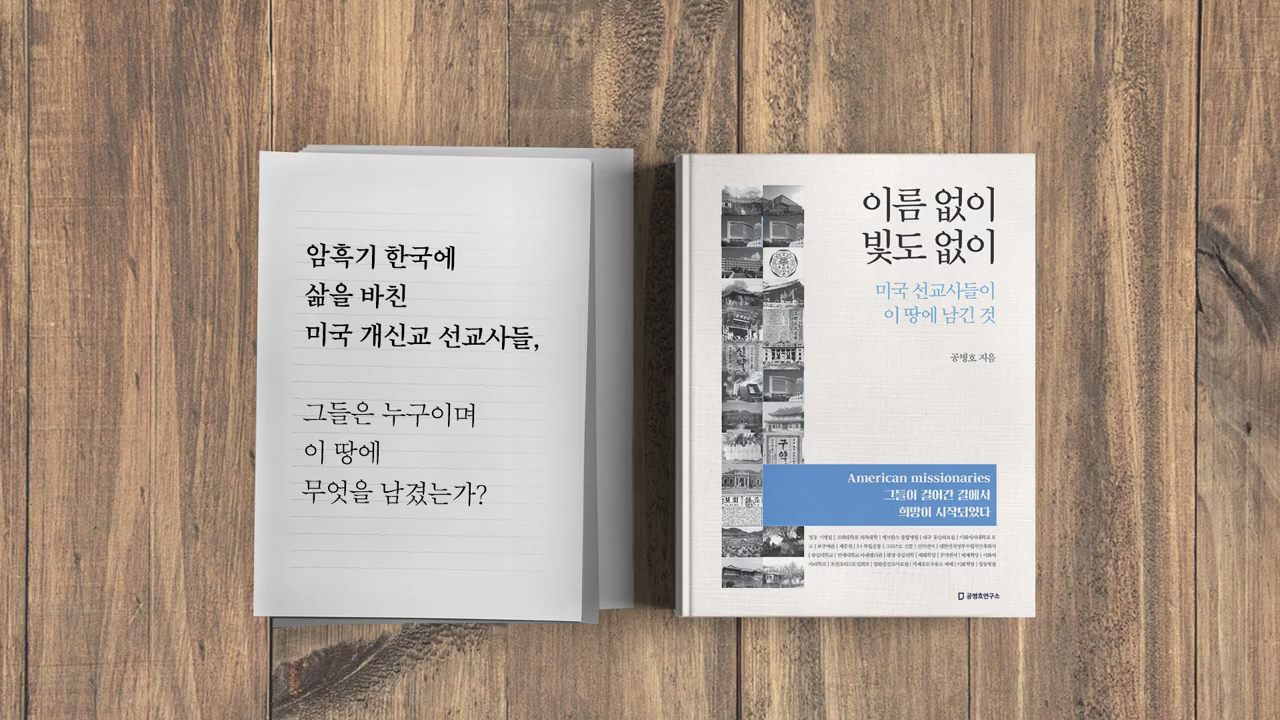 암흑기 한국에
삶을 바친
미국 개신교 선교사들,
그들은 누구이며
이 땅에
무엇을 남겼는가?
이름 없이
빛도 없이
미국 선교사들이
이 땅에 남긴 것
공병호 지음
신약
구약
American missionaries
그들이 걸어간 길에서
희망이 시작되었다
공병호연구소